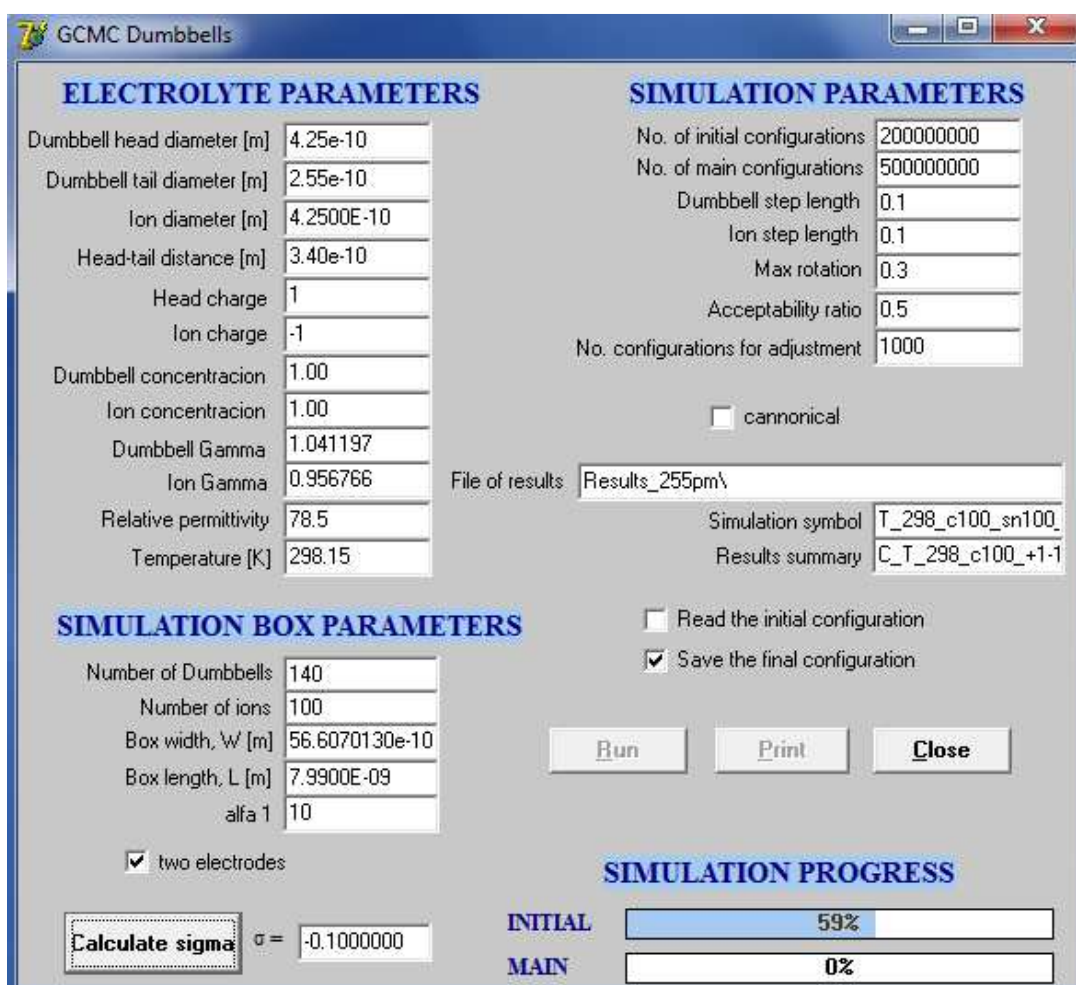 GCMC Dumbbells
ELECTROLYTE PARAMETERS
Dumbbell head diameter [m] 4.25e-10
Dumbbell tail diameter [m] 2.55e-10
Ion diameter [m] 4.2500E-10
Head-tail distance [m] 3.40e-10
Head charge 1
Ion charge -1
Dumbbell concentracion 1.00
Ion concentracion 1.00
Dumbbell Gamma 1.041197
Ion Gamma 0.956766
Relative permittivity 78.5
Temperature [K] 298.15
SIMULATION BOX PARAMETERS
Number of Dumbbells 140
Number of ions 100
Box width, W [m] 56.6070130e-10
Box length, L [m] 7.9900E-09
alfa 1 10
two electrodes
Calculate sigma σ = -0.1000000
SIMULATION PARAMETERS
No. of initial configurations 200000000
No. of main configurations 500000000
Dumbbell step length 0.1
Ion step length 0.1
Max rotation 0.3
Acceptability ratio 0.5
No. configurations for adjustment 1000
cannonical
File of results Results_255pm\
Simulation symbol T_298_c100_sn100_
Results summary C_T_298_c100_+1-1
Read the initial configuration
Save the final configuration
Run Print Close
SIMULATION PROGRESS
INITIAL 59%
MAIN 0%